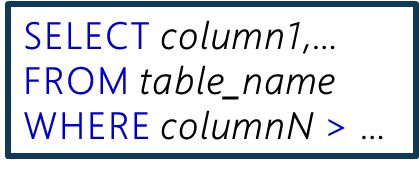 SELECT column1,...
FROM table_name
WHERE columnN > ...